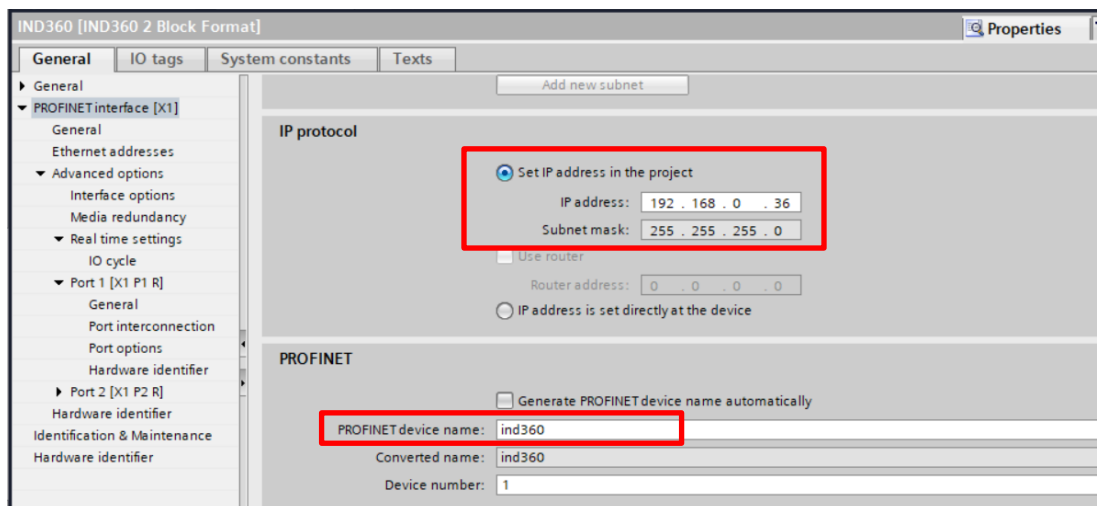 IND360 [IND360 2 Block Format]
Properties
General IO tags System constants Texts
General
PROFINET interface [X1]
General
Ethernet addresses
Advanced options
Interface options
Media redundancy
Real time settings
IO cycle
Port 1 [X1 P1 R]
General
Port interconnection
Port options
Hardware identifier
Port 2 [X1 P2 R]
Hardware identifier
Identification & Maintenance
Hardware identifier
Add new subnet
IP protocol
Set IP address in the project
IP address: 192 . 168 . 0 . 36
Subnet mask: 255 . 255 . 255 . 0
Use router
Router address: 0 . 0 . 0 . 0
IP address is set directly at the device
PROFINET
Generate PROFINET device name automatically
PROFINET device name: ind360
Converted name: ind360
Device number: 1